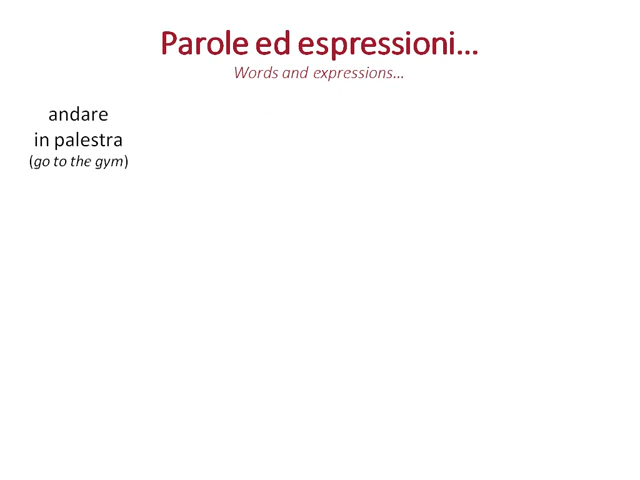 Parole ed espressioni…
Words and expressions…
andare
in palestra
(go to the gym)